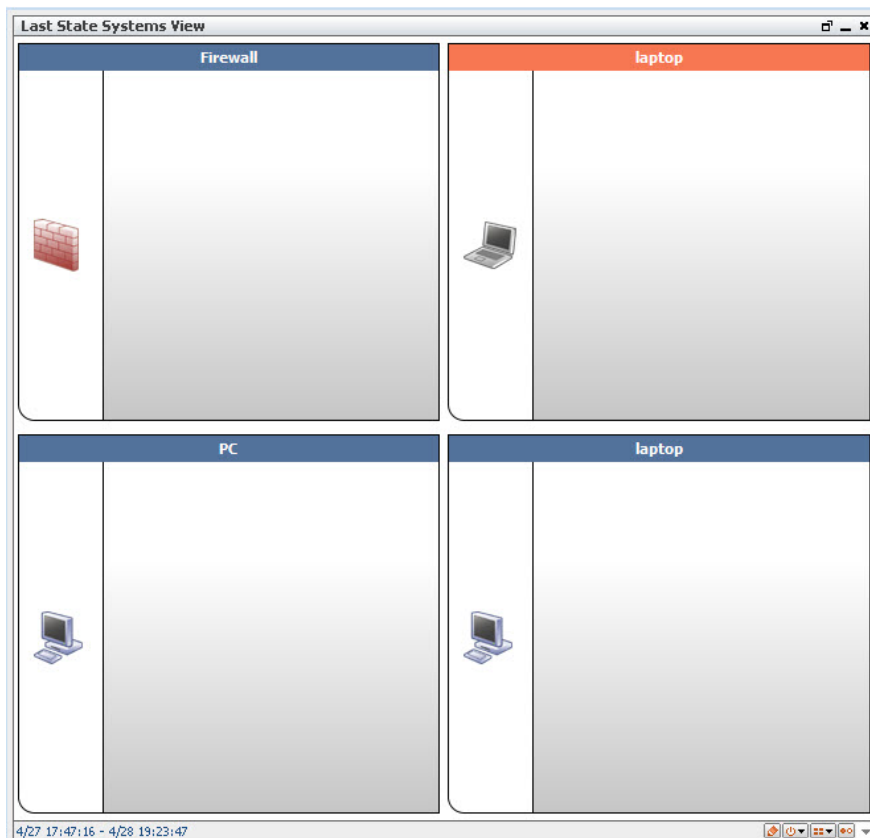 Last State Systems View
Firewall
laptop
PC
laptop
4/27 17:47:16 - 4/28 19:23:47